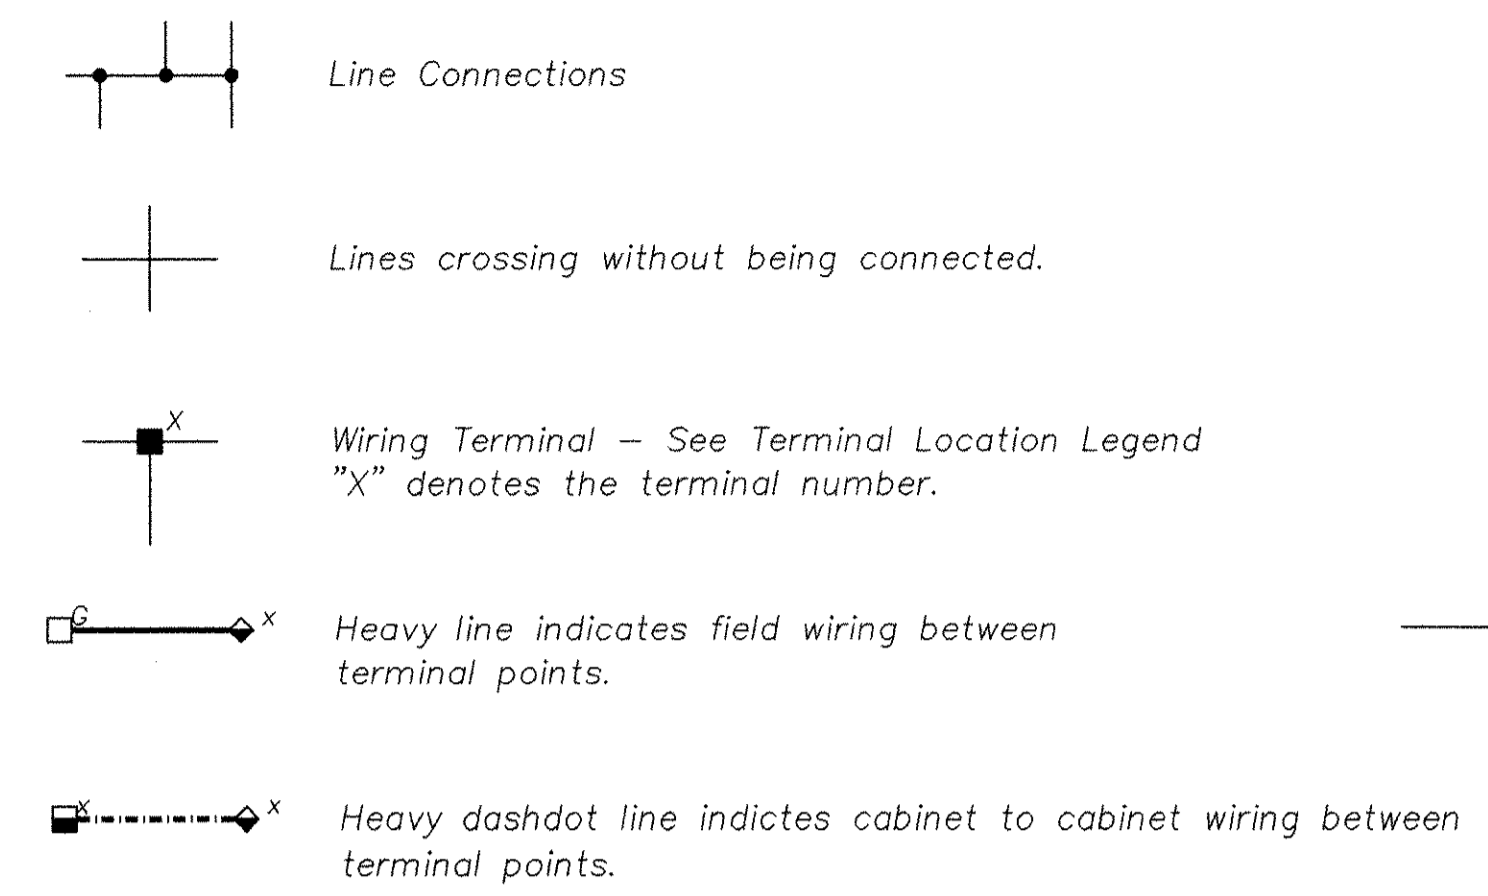 Line Connections
Lines crossing without being connected.
X
Wiring Terminal – See Terminal Location Legend
"X" denotes the terminal number.
G x
Heavy line indicates field wiring between
terminal points.
x x
Heavy dashdot line indictes cabinet to cabinet wiring between
terminal points.